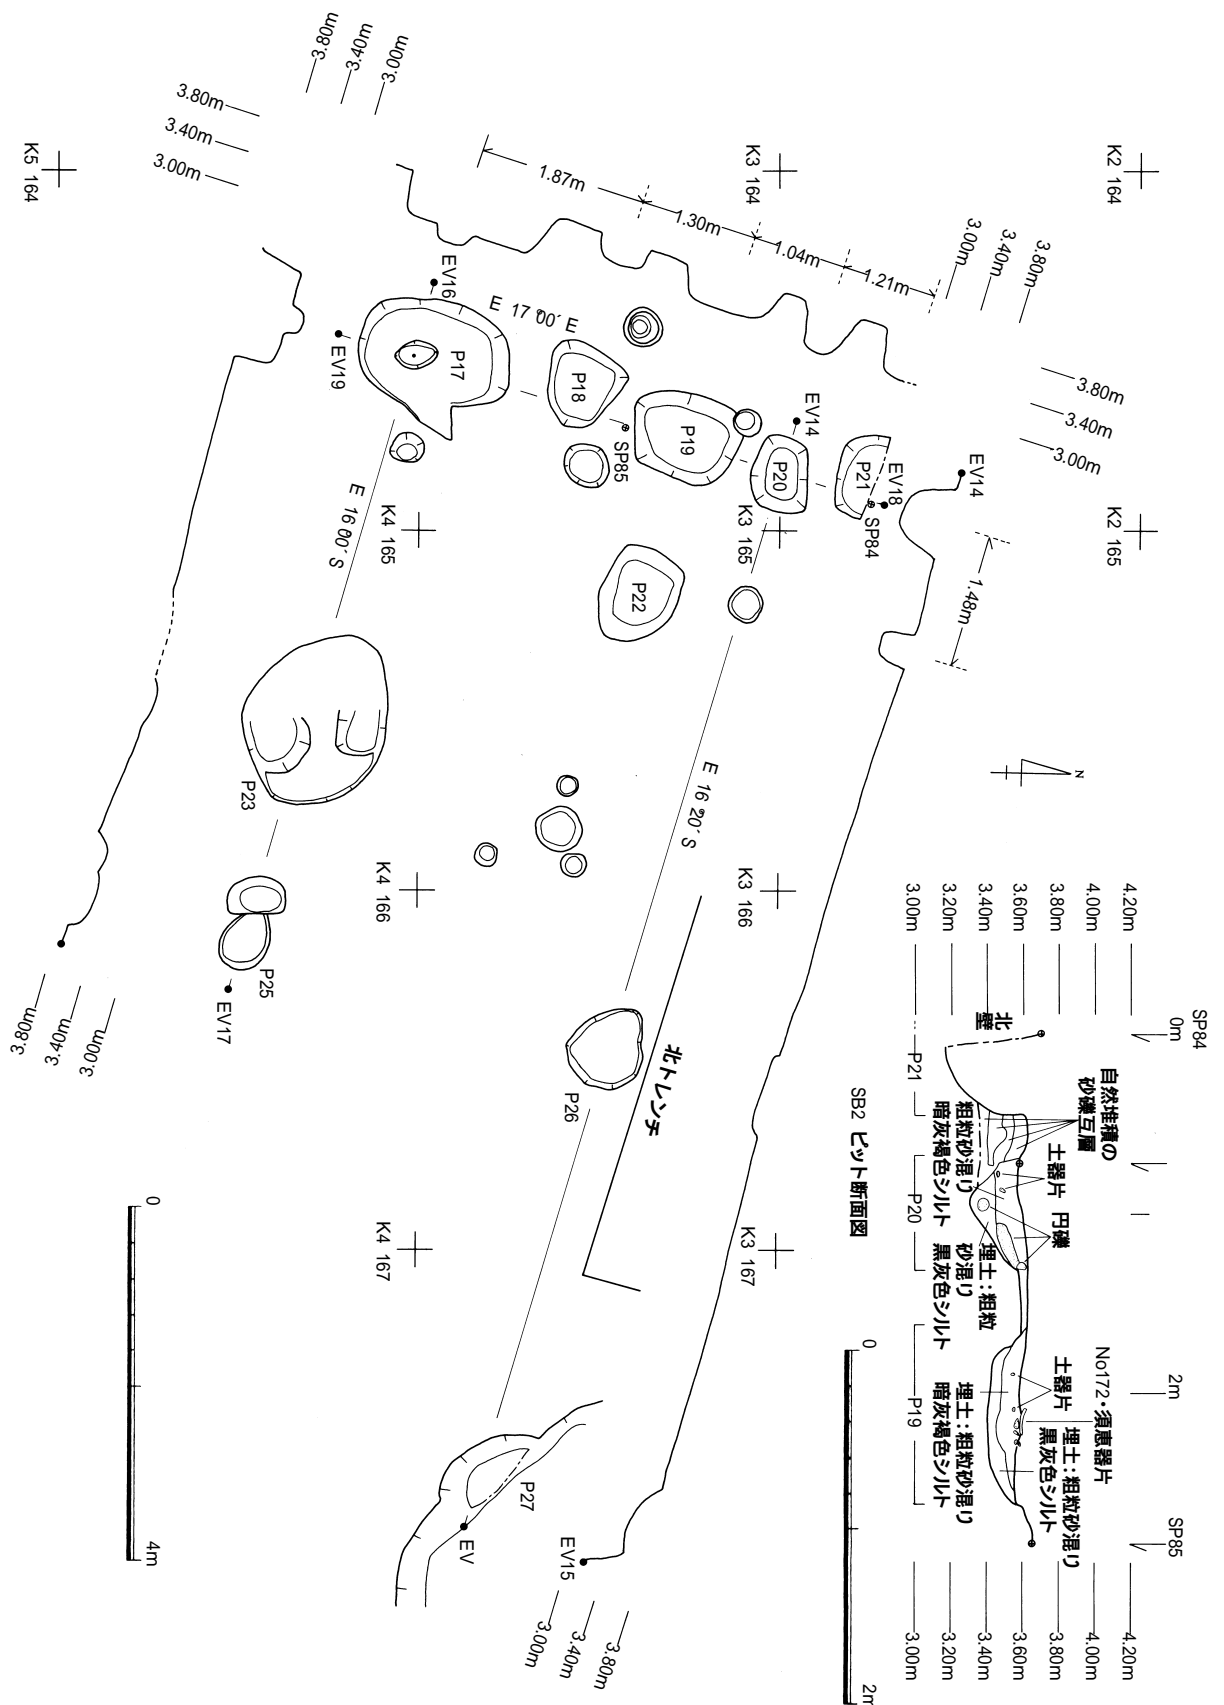 3.80m
3.40m
3.00m
3.80m
3.40m
3.00m
K5 164
K3 164
K2 164
1.87m
1.30m
1.04m
1.21m
3.00m
3.40m
3.80m
3.80m
3.40m
3.00m
EV16
EV19
E 17°00′ E
P17
P18
SP85
P19
EV14
P20
P21
EV18
SP84
EV14
K4 165
K3 165
K2 165
1.48m
E 16°00′ S
P22
P23
E 16°20′ S
N
K4 166
K3 166
P25
EV17
3.80m
3.40m
3.00m
P26
北トレンチ
K4 167
K3 167
P27
EV
EV15
3.00m
3.40m
3.80m
0
4m
SB2 ピット断面図
4.20m
4.00m
3.80m
3.60m
3.40m
3.20m
3.00m
SP84
0m
2m
SP85
北壁
自然堆積の
砂礫互層
土器片
円礫
粗粒砂混り
暗灰褐色シルト
埋土：粗粒
砂混り
黒灰色シルト
No172・須恵器片
土器片
埋土：粗粒砂混り
黒灰色シルト
埋土：粗粒砂混り
暗灰褐色シルト
P21
P20
P19
4.20m
4.00m
3.80m
3.60m
3.40m
3.20m
3.00m
0
2m